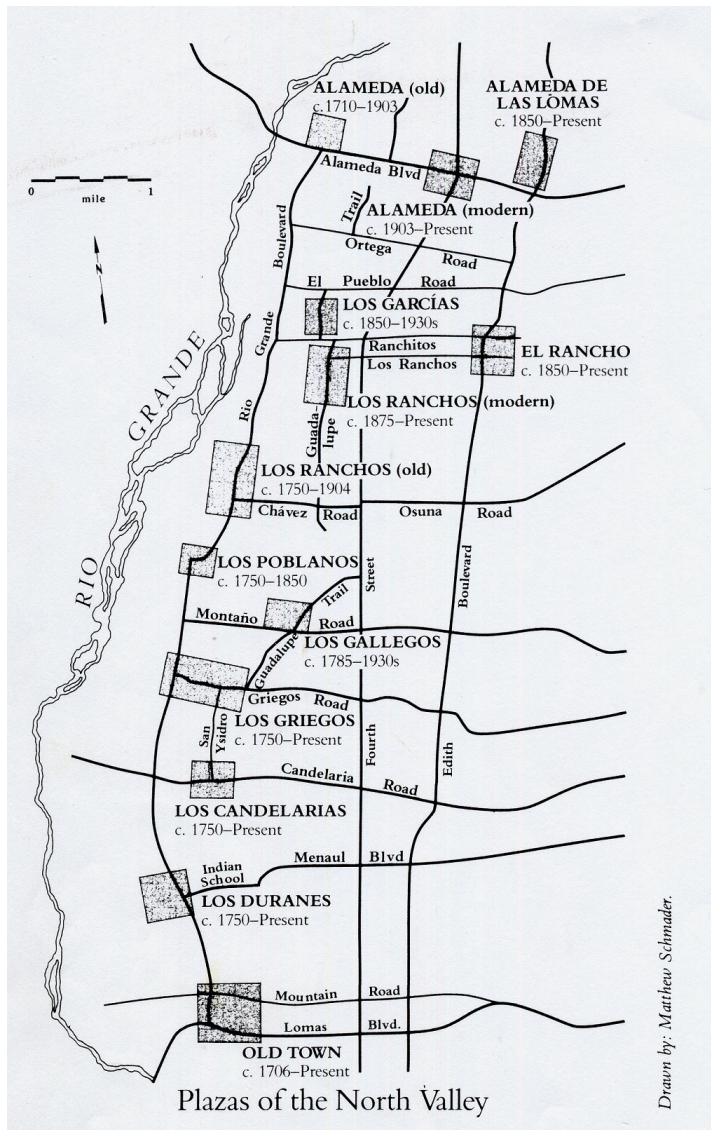 ALAMEDA (old)
c. 1710–1903
ALAMEDA DE
LAS LOMAS
c. 1850–Present
Alameda Blvd
0 1
mile
N
Trail
ALAMEDA (modern)
c. 1903–Present
Boulevard
Ortega Road
El Pueblo Road
LOS GARCÍAS
c. 1850–1930s
Grande
Ranchitos
Los Ranchos
EL RANCHO
c. 1850–Present
RIO GRANDE
LOS RANCHOS (modern)
c. 1875–Present
Rio
Guada-
lupe
LOS RANCHOS (old)
c. 1750–1904
Chávez Road
Osuna Road
LOS POBLANOS
c. 1750–1850
Trail
Street
Boulevard
Montaño Road
LOS GALLEGOS
c. 1785–1930s
Guadalupe
Griegos Road
LOS GRIEGOS
c. 1750–Present
San
Ysidro
Fourth
Edith
Candelaria Road
LOS CANDELARIAS
c. 1750–Present
Indian
School
Menaul Blvd
LOS DURANES
c. 1750–Present
Mountain Road
Lomas Blvd.
OLD TOWN
c. 1706–Present
Plazas of the North Valley
Drawn by: Matthew Schmader.